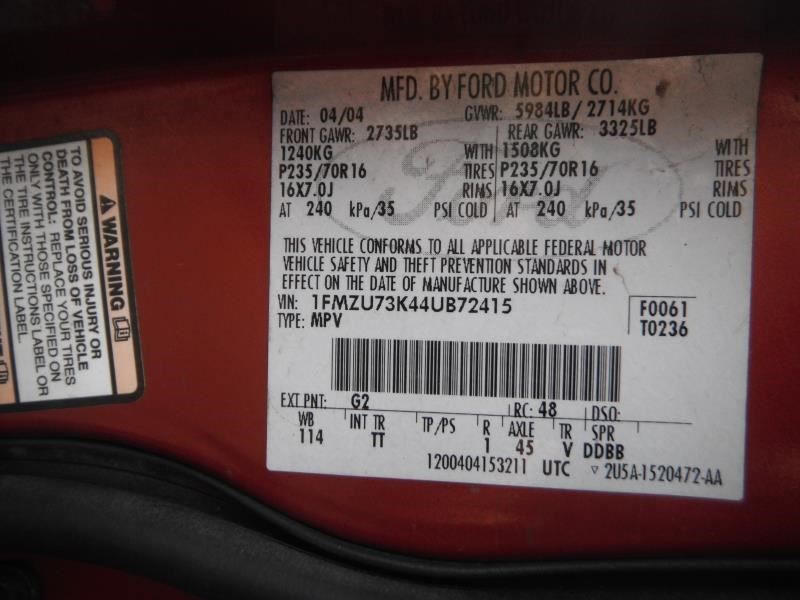 MFD. BY FORD MOTOR CO.
DATE: 04/04 GVWR: 5984LB/ 2714KG
FRONT GAWR: 2735LB REAR GAWR: 3325LB
1240KG WITH 1508KG WITH
P235/70R16 TIRES P235/70R16 TIRES
16X7.0J RIMS 16X7.0J RIMS
AT 240 kPa/35 PSI COLD AT 240 kPa/35 PSI COLD
Ford
THIS VEHICLE CONFORMS TO ALL APPLICABLE FEDERAL MOTOR
VEHICLE SAFETY AND THEFT PREVENTION STANDARDS IN
EFFECT ON THE DATE OF MANUFACTURE SHOWN ABOVE.
VIN: 1FMZU73K44UB72415 F0061
TYPE: MPV T0236
EXT PNT: G2 RC: 48 DSO:
WB INT TR TP/PS R AXLE TR SPR
114 TT 1 45 V DDBB
1200404153211 UTC ▿ 2U5A-1520472-AA
WARNING
TO AVOID SERIOUS INJURY OR
DEATH FROM LOSS OF VEHICLE
CONTROL: REPLACE YOUR TIRES
ONLY WITH THOSE SPECIFIED ON
THE TIRE INSTRUCTIONS LABEL OR
THE CERTIFICATION LABEL.